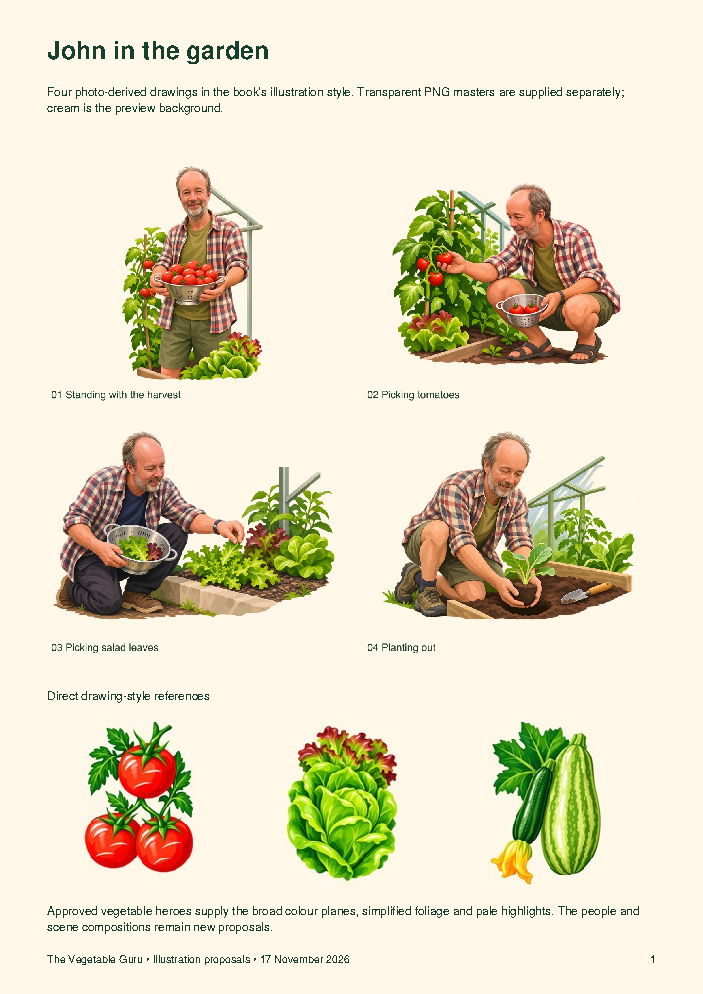 John in the garden
Four photo-derived drawings in the book's illustration style. Transparent PNG masters are supplied separately;
cream is the preview background.
01 Standing with the harvest
02 Picking tomatoes
03 Picking salad leaves
04 Planting out
Direct drawing-style references
Approved vegetable heroes supply the broad colour planes, simplified foliage and pale highlights. The people and
scene compositions remain new proposals.
The Vegetable Guru • Illustration proposals • 17 November 2026
1